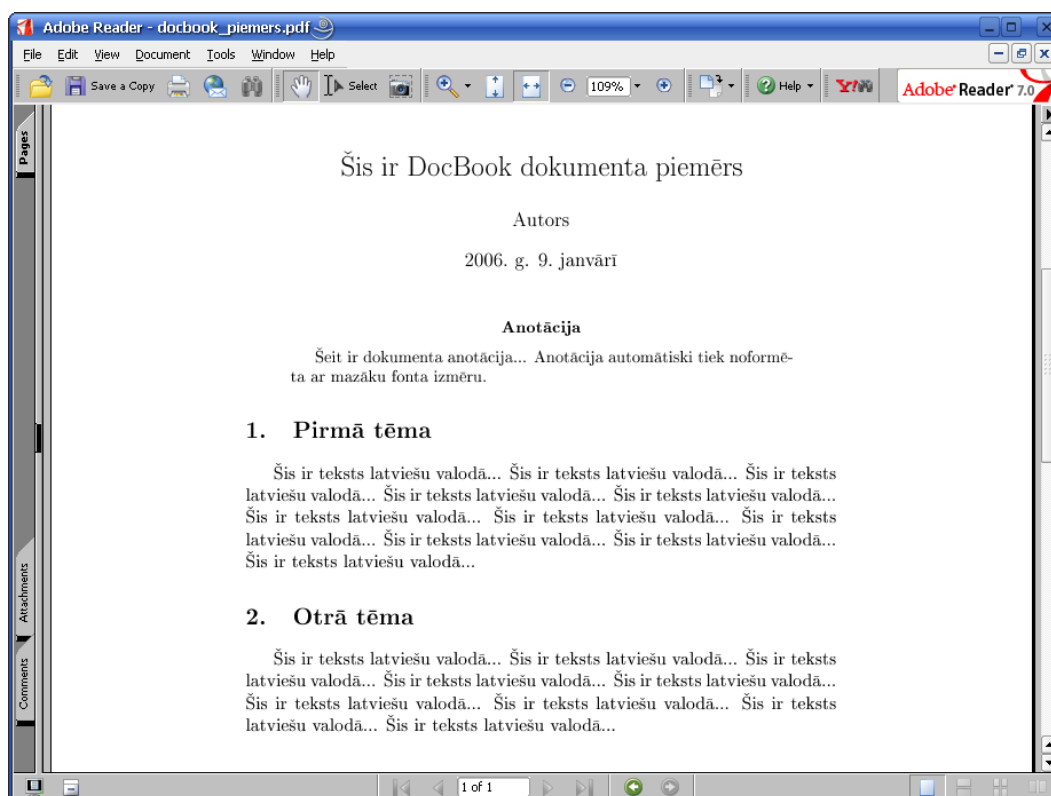 Adobe Reader - docbook_piemers.pdf
File Edit View Document Tools Window Help
Save a Copy Select 109% Help Y! Adobe Reader 7.0
Pages
Šis ir DocBook dokumenta piemērs
Autors
2006. g. 9. janvārī
Anotācija
Šeit ir dokumenta anotācija... Anotācija automātiski tiek noformē-
ta ar mazāku fonta izmēru.
1. Pirmā tēma
Šis ir teksts latviešu valodā... Šis ir teksts latviešu valodā... Šis ir teksts
latviešu valodā... Šis ir teksts latviešu valodā... Šis ir teksts latviešu valodā...
Šis ir teksts latviešu valodā... Šis ir teksts latviešu valodā... Šis ir teksts
latviešu valodā... Šis ir teksts latviešu valodā... Šis ir teksts latviešu valodā...
Šis ir teksts latviešu valodā...
Attachments
2. Otrā tēma
Šis ir teksts latviešu valodā... Šis ir teksts latviešu valodā... Šis ir teksts
latviešu valodā... Šis ir teksts latviešu valodā... Šis ir teksts latviešu valodā...
Šis ir teksts latviešu valodā... Šis ir teksts latviešu valodā... Šis ir teksts
latviešu valodā... Šis ir teksts latviešu valodā...
Comments
1 of 1